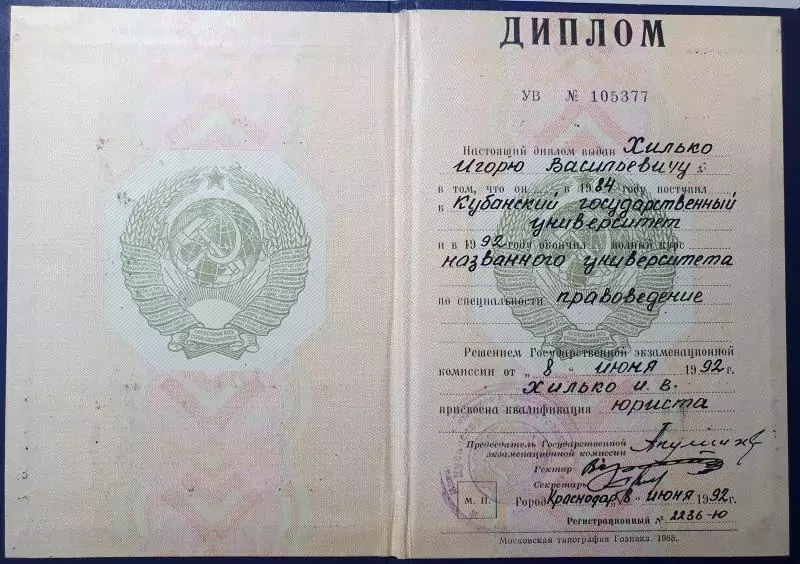 ДИПЛОМ
УВ № 105377
Настоящий диплом выдан Хилько
Игорю Васильевичу
в том, что он в 1984 году поступил
в Кубанский государственный
университет
и в 1992 году окончил полный курс
названного университета
по специальности правоведение
Решением Государственной экзаменационной
комиссии от „ 8 “ июня 1992 г.
Хилько И. В.
присвоена квалификация юриста
Председатель Государственной
экзаменационной комиссии
Ректор
Секретарь
М. П. Город Краснодар „8“ июня 1992 г.
Регистрационный № 2236-Ю
Московская типография Гознака. 1988.